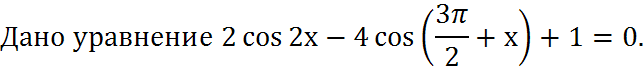 Дано уравнение 2 cos 2x − 4 cos (3π/2 + x) + 1 = 0.